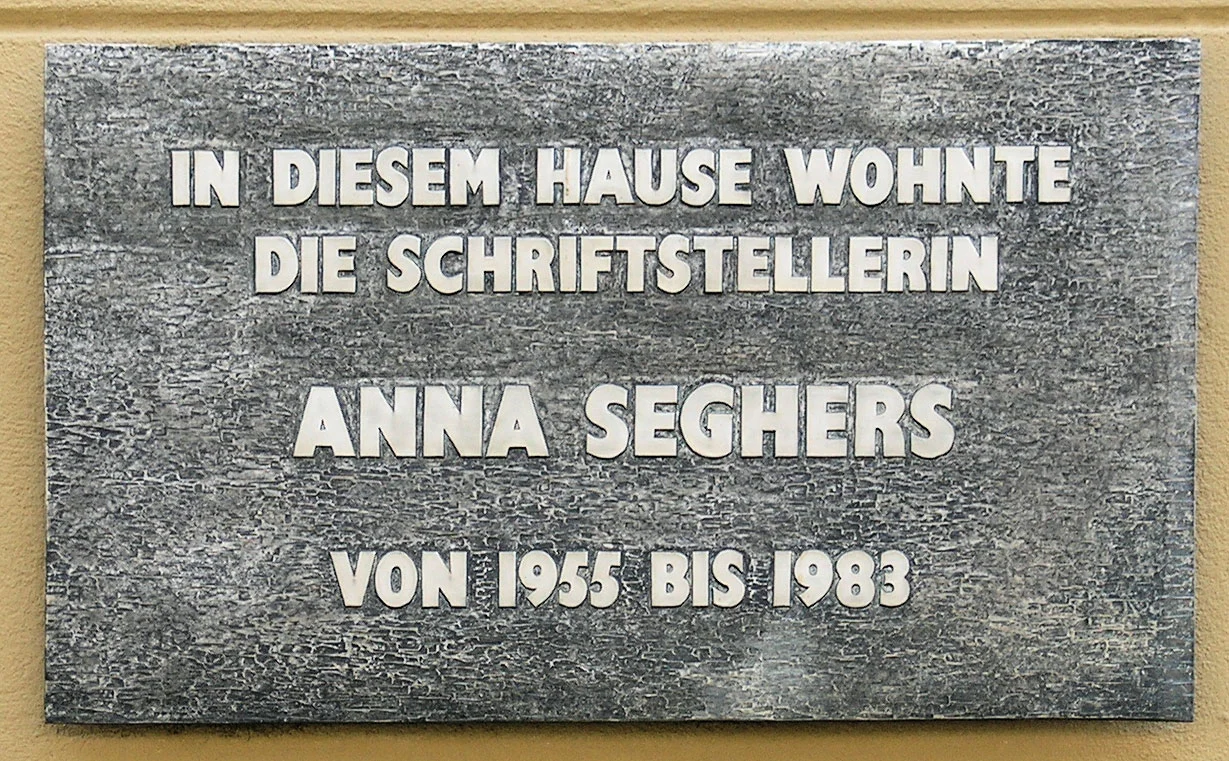 IN DIESEM HAUSE WOHNTE
DIE SCHRIFTSTELLERIN
ANNA SEGHERS
VON 1955 BIS 1983